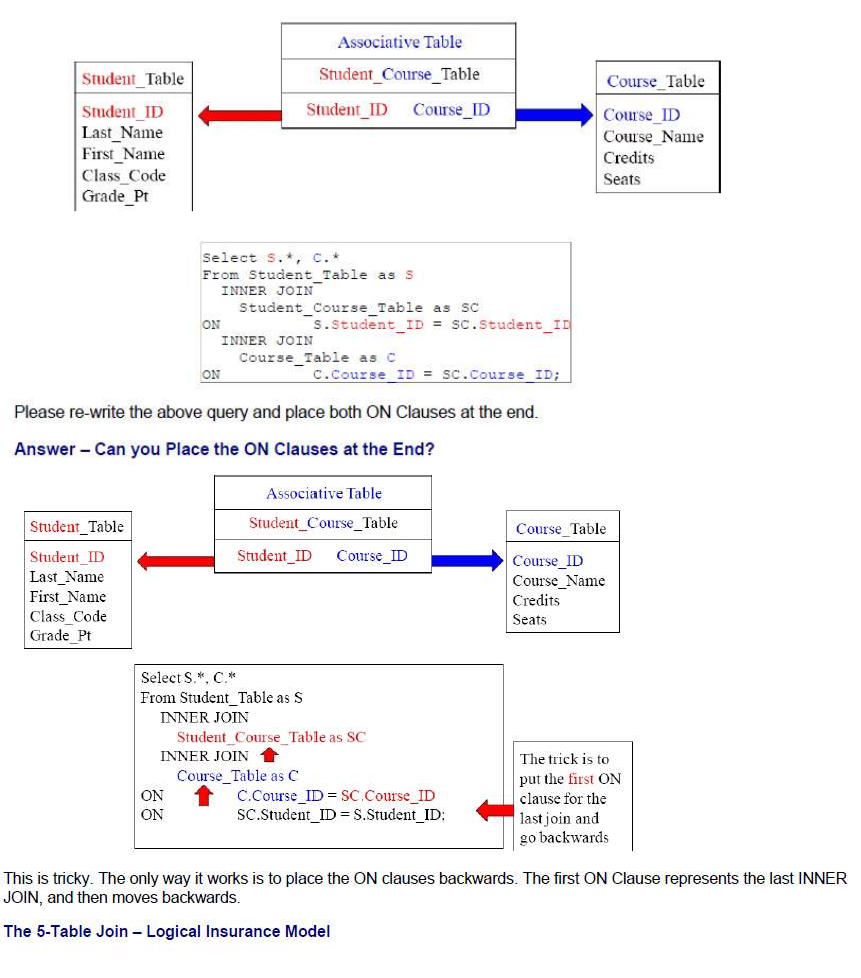 Associative Table
Student_Course_Table
Student_ID Course_ID
Student_Table
Student_ID
Last_Name
First_Name
Class_Code
Grade_Pt
Course_Table
Course_ID
Course_Name
Credits
Seats
Select S.*, C.*
From Student_Table as S
INNER JOIN
Student_Course_Table as SC
ON S.Student_ID = SC.Student_ID
INNER JOIN
Course_Table as C
ON C.Course_ID = SC.Course_ID;
Please re-write the above query and place both ON Clauses at the end.
Answer – Can you Place the ON Clauses at the End?
Associative Table
Student_Course_Table
Student_ID Course_ID
Student_Table
Student_ID
Last_Name
First_Name
Class_Code
Grade_Pt
Course_Table
Course_ID
Course_Name
Credits
Seats
Select S.*, C.*
From Student_Table as S
INNER JOIN
Student_Course_Table as SC
INNER JOIN
Course_Table as C
ON C.Course_ID = SC.Course_ID
ON SC.Student_ID = S.Student_ID;
The trick is to
put the first ON
clause for the
last join and
go backwards
This is tricky. The only way it works is to place the ON clauses backwards. The first ON Clause represents the last INNER
JOIN, and then moves backwards.
The 5-Table Join – Logical Insurance Model